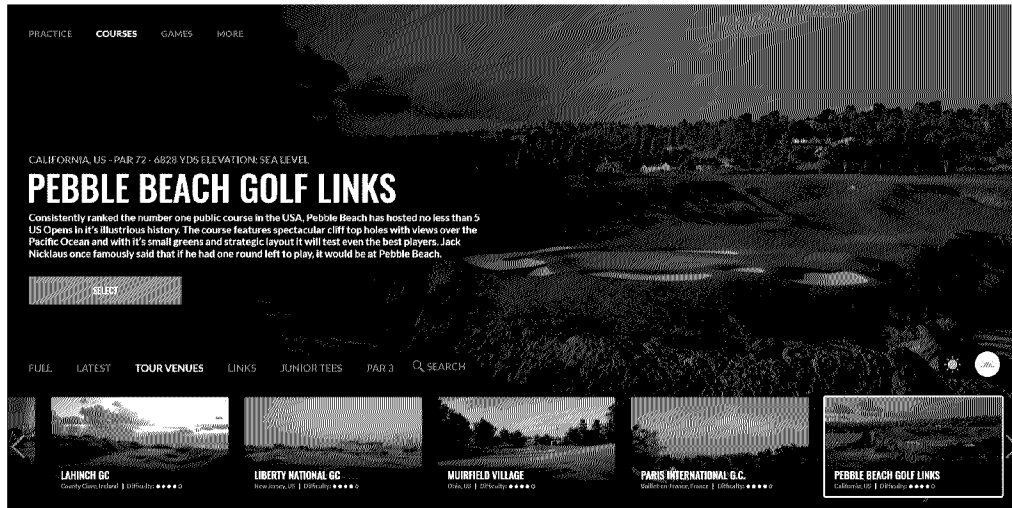 PRACTICE COURSES GAMES MORE
CALIFORNIA, US - PAR 72 - 6828 YDS ELEVATION: SEA LEVEL
PEBBLE BEACH GOLF LINKS
Consistently ranked the number one public course in the USA, Pebble Beach has hosted no less than 5
US Opens in it's illustrious history. The course features spectacular cliff top holes with views over the
Pacific Ocean and with it's small greens and strategic layout it will test even the best players. Jack
Nicklaus once famously said that if he had one round left to play, it would be at Pebble Beach.
SELECT
FULL LATEST TOUR VENUES LINKS JUNIOR TEES PAR 3 SEARCH
LAHINCH GC
County Clare, Ireland | Difficulty:
LIBERTY NATIONAL GC
New Jersey, US | Difficulty:
MUIRFIELD VILLAGE
Ohio, US | Difficulty:
PARIS INTERNATIONAL G.C.
Baillet-en-France, France | Difficulty:
PEBBLE BEACH GOLF LINKS
California, US | Difficulty: